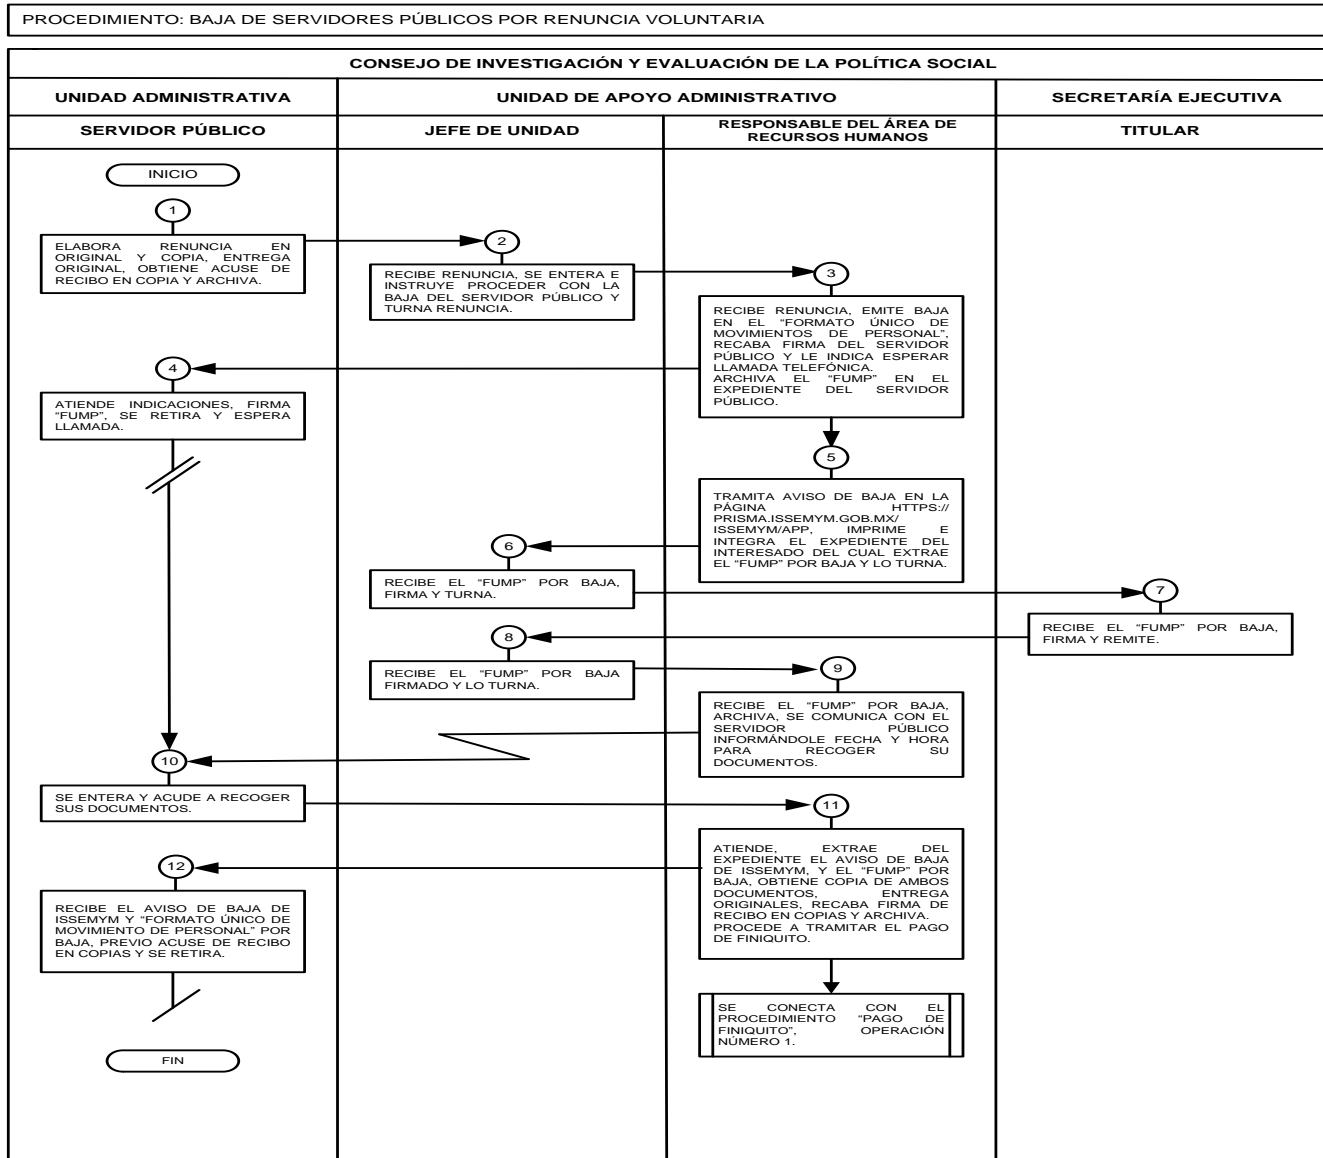 PROCEDIMIENTO: BAJA DE SERVIDORES PÚBLICOS POR RENUNCIA VOLUNTARIA
CONSEJO DE INVESTIGACIÓN Y EVALUACIÓN DE LA POLÍTICA SOCIAL
UNIDAD ADMINISTRATIVA
UNIDAD DE APOYO ADMINISTRATIVO
SECRETARÍA EJECUTIVA
SERVIDOR PÚBLICO
JEFE DE UNIDAD
RESPONSABLE DEL ÁREA DE
RECURSOS HUMANOS
TITULAR
INICIO
1
ELABORA RENUNCIA EN
ORIGINAL Y COPIA, ENTREGA
ORIGINAL, OBTIENE ACUSE DE
RECIBO EN COPIA Y ARCHIVA.
2
RECIBE RENUNCIA, SE ENTERA E
INSTRUYE PROCEDER CON LA
BAJA DEL SERVIDOR PÚBLICO Y
TURNA RENUNCIA.
3
RECIBE RENUNCIA, EMITE BAJA
EN EL “FORMATO ÚNICO DE
MOVIMIENTOS DE PERSONAL”,
RECABA FIRMA DEL SERVIDOR
PÚBLICO Y LE INDICA ESPERAR
LLAMADA TELEFÓNICA.
ARCHIVA EL “FUMP” EN EL
EXPEDIENTE DEL SERVIDOR
PÚBLICO.
4
ATIENDE INDICACIONES, FIRMA
“FUMP”, SE RETIRA Y ESPERA
LLAMADA.
5
TRAMITA AVISO DE BAJA EN LA
PÁGINA HTTPS://
PRISMA.ISSEMYM.GOB.MX/
ISSEMYM/APP, IMPRIME E
INTEGRA EL EXPEDIENTE DEL
INTERESADO DEL CUAL EXTRAE
EL “FUMP” POR BAJA Y LO TURNA.
6
RECIBE EL “FUMP” POR BAJA,
FIRMA Y TURNA.
7
RECIBE EL “FUMP” POR BAJA,
FIRMA Y REMITE.
8
RECIBE EL “FUMP” POR BAJA
FIRMADO Y LO TURNA.
9
RECIBE EL “FUMP” POR BAJA,
ARCHIVA, SE COMUNICA CON EL
SERVIDOR PÚBLICO
INFORMÁNDOLE FECHA Y HORA
PARA RECOGER SU
DOCUMENTOS.
10
SE ENTERA Y ACUDE A RECOGER
SUS DOCUMENTOS.
11
ATIENDE, EXTRAE DEL
EXPEDIENTE EL AVISO DE BAJA
DE ISSEMYM, Y EL “FUMP” POR
BAJA, OBTIENE COPIA DE AMBOS
DOCUMENTOS, ENTREGA
ORIGINALES, RECABA FIRMA DE
RECIBO EN COPIAS Y ARCHIVA.
PROCEDE A TRAMITAR EL PAGO
DE FINIQUITO.
12
RECIBE EL AVISO DE BAJA DE
ISSEMYM Y “FORMATO ÚNICO DE
MOVIMIENTO DE PERSONAL” POR
BAJA, PREVIO ACUSE DE RECIBO
EN COPIAS Y SE RETIRA.
SE CONECTA CON EL
PROCEDIMIENTO “PAGO DE
FINIQUITO”, OPERACIÓN
NÚMERO 1.
FIN